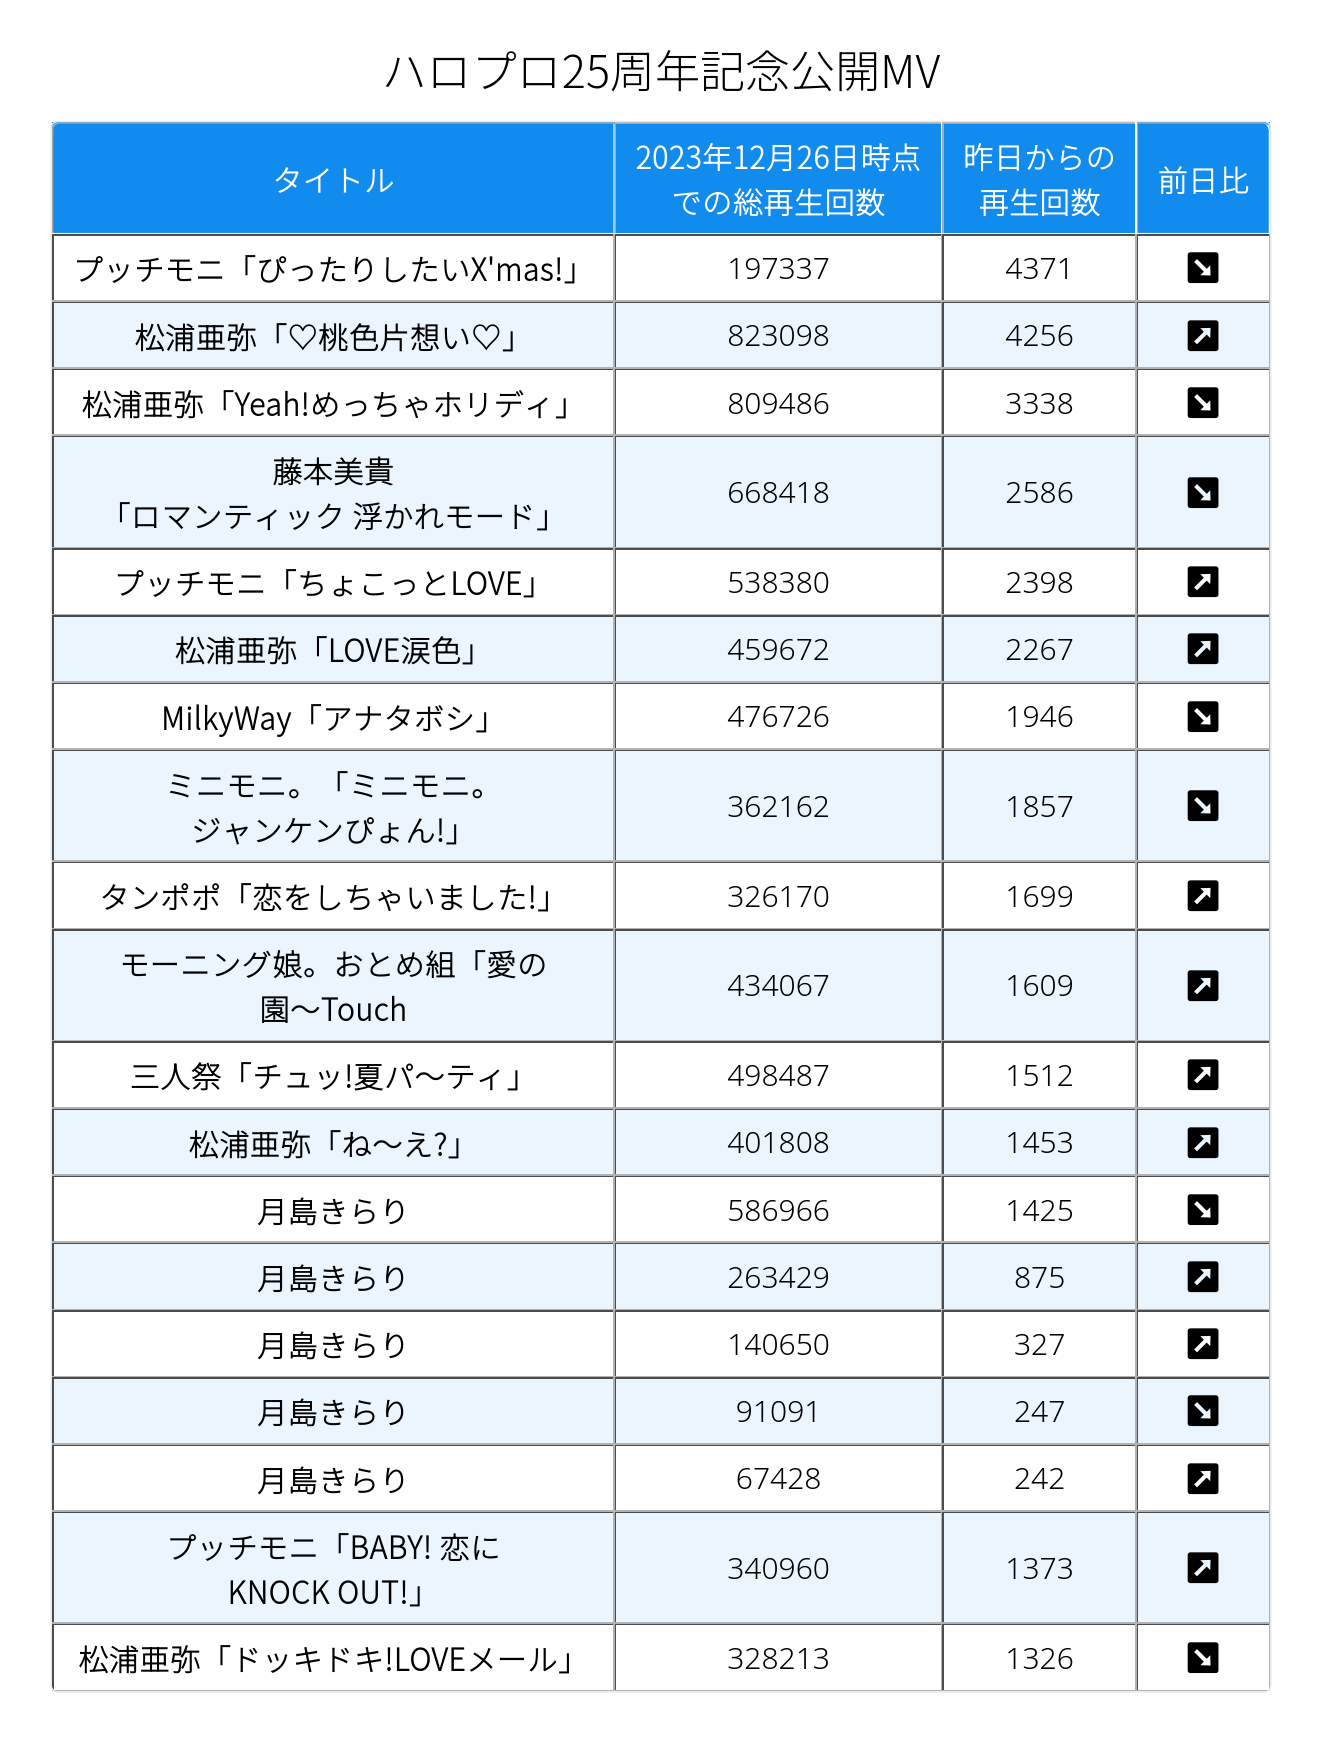 ハロプロ25周年記念公開MV
タイトル
2023年12月26日時点
での総再生回数
昨日からの
再生回数
前日比
プッチモニ「ぴったりしたいX'mas!」 197337 4371 ↘
松浦亜弥「♡桃色片想い♡」 823098 4256 ↗
松浦亜弥「Yeah!めっちゃホリディ」 809486 3338 ↘
藤本美貴
「ロマンティック 浮かれモード」 668418 2586 ↘
プッチモニ「ちょこっとLOVE」 538380 2398 ↗
松浦亜弥「LOVE涙色」 459672 2267 ↗
MilkyWay「アナタボシ」 476726 1946 ↘
ミニモニ。「ミニモニ。
ジャンケンぴょん!」 362162 1857 ↘
タンポポ「恋をしちゃいました!」 326170 1699 ↗
モーニング娘。おとめ組「愛の
園〜Touch 434067 1609 ↗
三人祭「チュッ!夏パ〜ティ」 498487 1512 ↗
松浦亜弥「ね〜え?」 401808 1453 ↗
月島きらり 586966 1425 ↘
月島きらり 263429 875 ↗
月島きらり 140650 327 ↗
月島きらり 91091 247 ↘
月島きらり 67428 242 ↗
プッチモニ「BABY! 恋に
KNOCK OUT!」 340960 1373 ↗
松浦亜弥「ドッキドキ!LOVEメール」 328213 1326 ↘